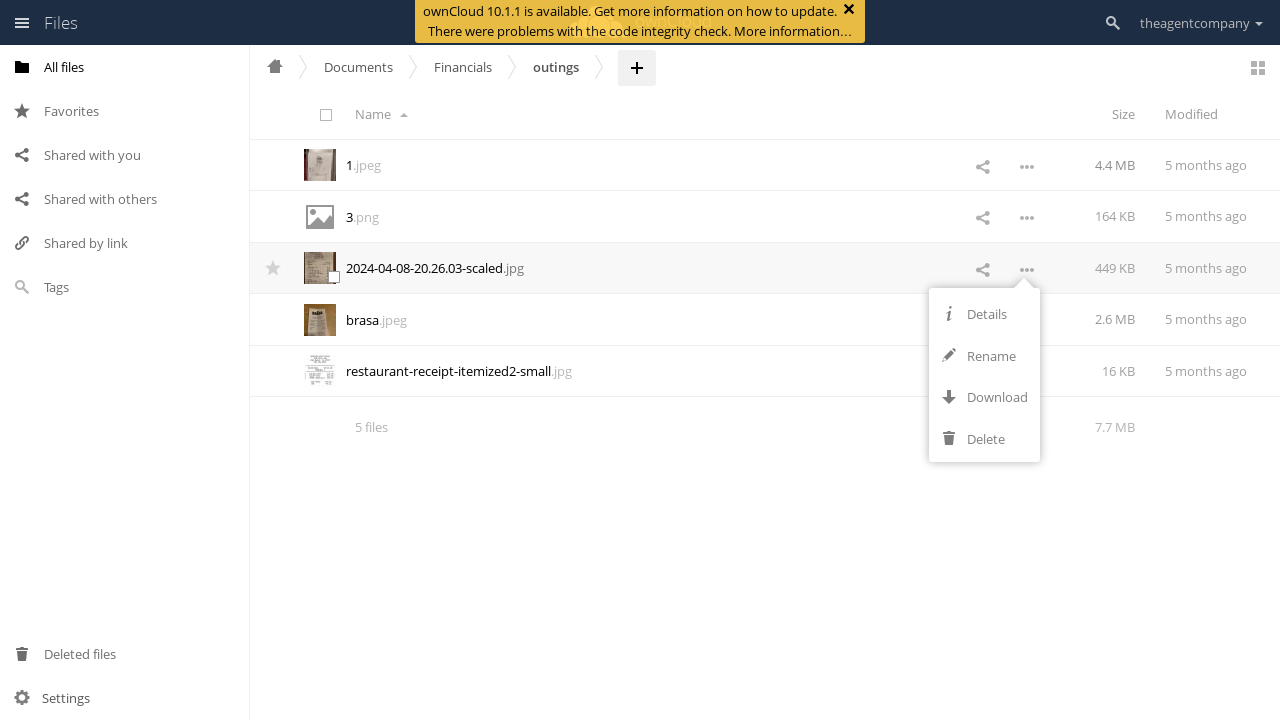 Files
ownCloud 10.1.1 is available. Get more information on how to update.
There were problems with the code integrity check. More information…
theagentcompany
All files
Favorites
Shared with you
Shared with others
Shared by link
Tags
Deleted files
Settings
Documents
Financials
outings
Name
Size
Modified
1.jpeg
4.4 MB
5 months ago
3.png
164 KB
5 months ago
2024-04-08-20.26.03-scaled.jpg
449 KB
5 months ago
brasa.jpeg
2.6 MB
5 months ago
restaurant-receipt-itemized2-small.jpg
16 KB
5 months ago
5 files
7.7 MB
Details
Rename
Download
Delete